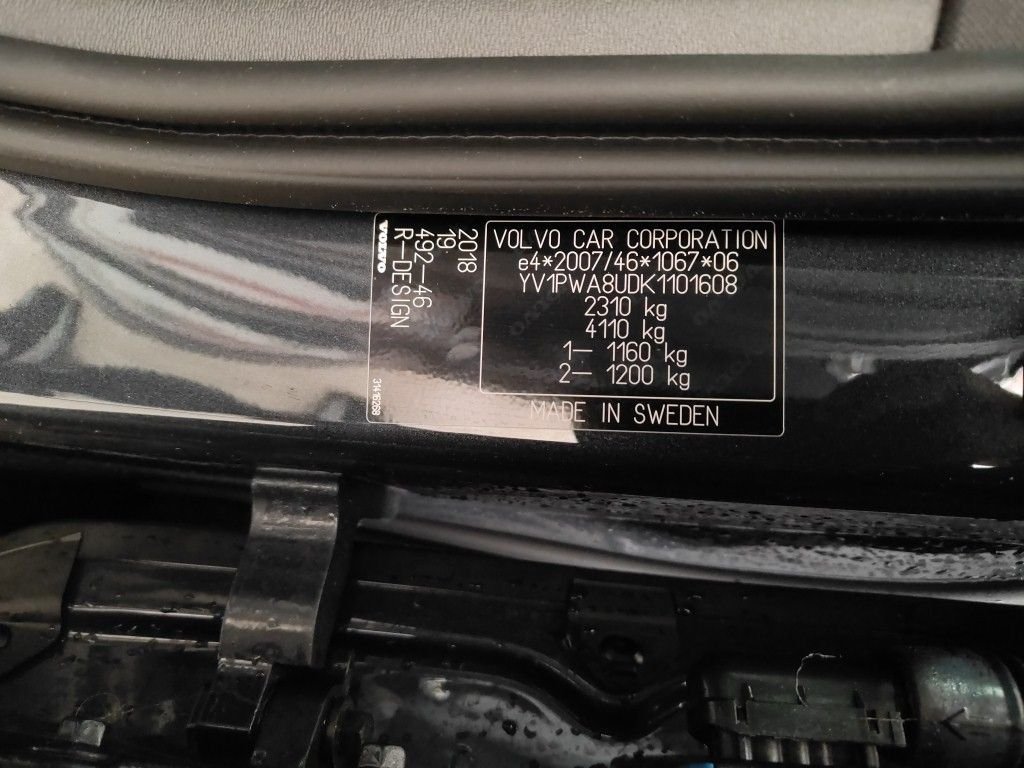 VOLVO CAR CORPORATION
e4*2007/46*1067*06
YV1PWA8UDK1101608
2310 kg
4110 kg
1— 1160 kg
2— 1200 kg
MADE IN SWEDEN
2018
19
492—46
R—DESIGN
VOLVO
31416268